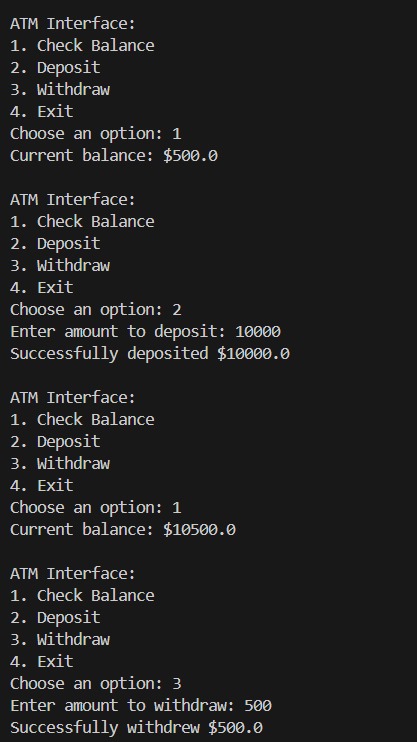 ATM Interface:
1. Check Balance
2. Deposit
3. Withdraw
4. Exit
Choose an option: 1
Current balance: $500.0

ATM Interface:
1. Check Balance
2. Deposit
3. Withdraw
4. Exit
Choose an option: 2
Enter amount to deposit: 10000
Successfully deposited $10000.0

ATM Interface:
1. Check Balance
2. Deposit
3. Withdraw
4. Exit
Choose an option: 1
Current balance: $10500.0

ATM Interface:
1. Check Balance
2. Deposit
3. Withdraw
4. Exit
Choose an option: 3
Enter amount to withdraw: 500
Successfully withdrew $500.0